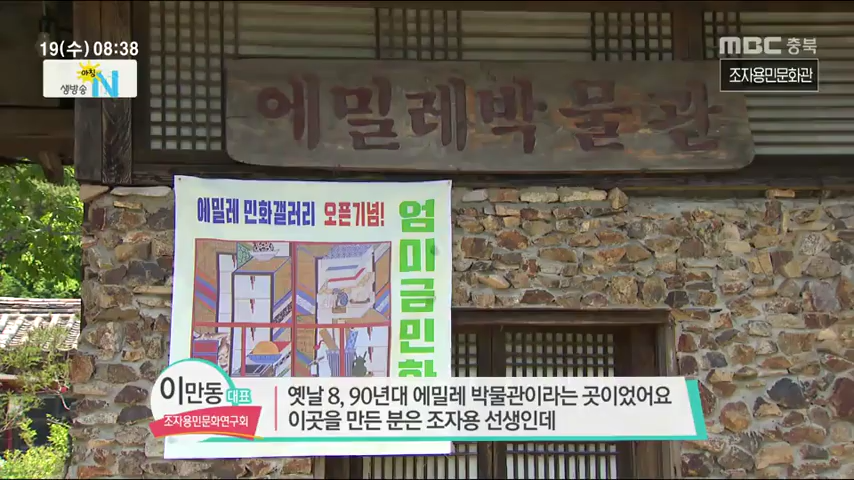 19(수) 08:38
생방송 아침 N
MBC 충북
조자용민문화관
에밀레박물관
에밀레 민화갤러리 오픈기념!
엄미금민화
이만동 대표
조자용민문화연구회
옛날 8, 90년대 에밀레 박물관이라는 곳이었어요
이곳을 만든 분은 조자용 선생인데